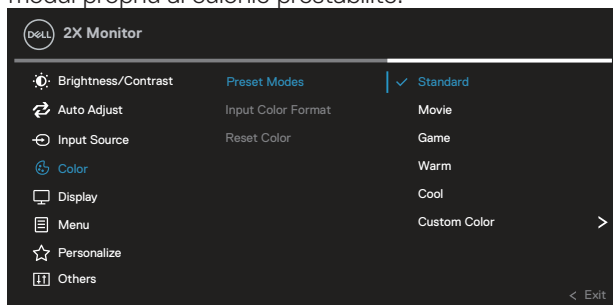 DELL 2X Monitor
Brightness/Contrast
Auto Adjust
Input Source
Color
Display
Menu
Personalize
Others
Preset Modes
Input Color Format
Reset Color
✓ Standard
Movie
Game
Warm
Cool
Custom Color >
< Exit